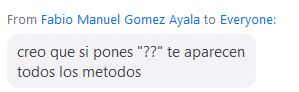 From Fabio Manuel Gomez Ayala to Everyone:
creo que si pones "??" te aparecen
todos los metodos